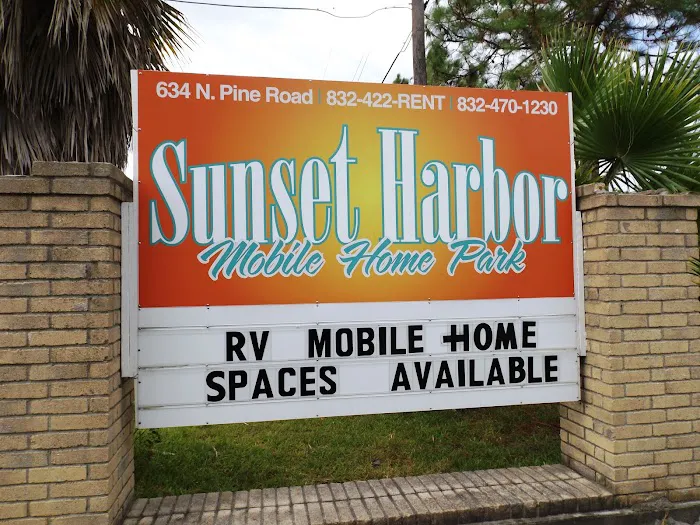 634 N. Pine Road | 832-422-RENT | 832-470-1230
Sunset Harbor
Mobile Home Park
RV MOBILE HOME
SPACES AVAILABLE